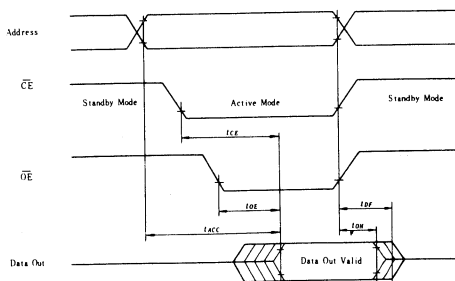 Address
CE
Standby Mode
Active Mode
Standby Mode
tCE
OE
tOE
tDF
tACC
tOH
Data Out
Data Out Valid